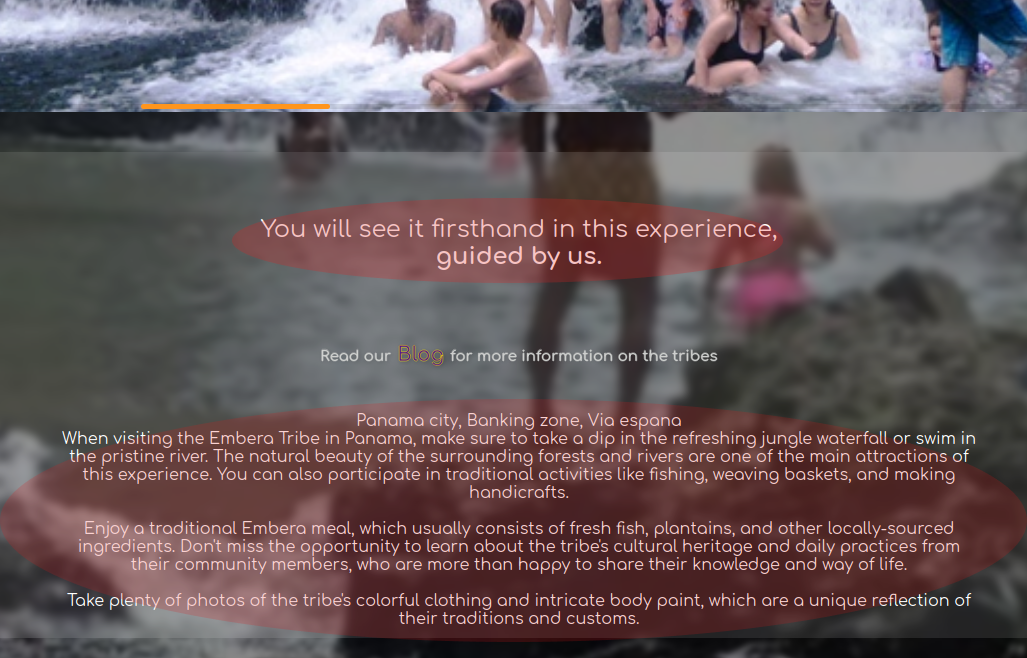 You will see it firsthand in this experience,
guided by us.
Read our Blog for more information on the tribes
Panama city, Banking zone, Via espana
When visiting the Embera Tribe in Panama, make sure to take a dip in the refreshing jungle waterfall or swim in
the pristine river. The natural beauty of the surrounding forests and rivers are one of the main attractions of
this experience. You can also participate in traditional activities like fishing, weaving baskets, and making
handicrafts.
Enjoy a traditional Embera meal, which usually consists of fresh fish, plantains, and other locally-sourced
ingredients. Don't miss the opportunity to learn about the tribe's cultural heritage and daily practices from
their community members, who are more than happy to share their knowledge and way of life.
Take plenty of photos of the tribe's colorful clothing and intricate body paint, which are a unique reflection of
their traditions and customs.